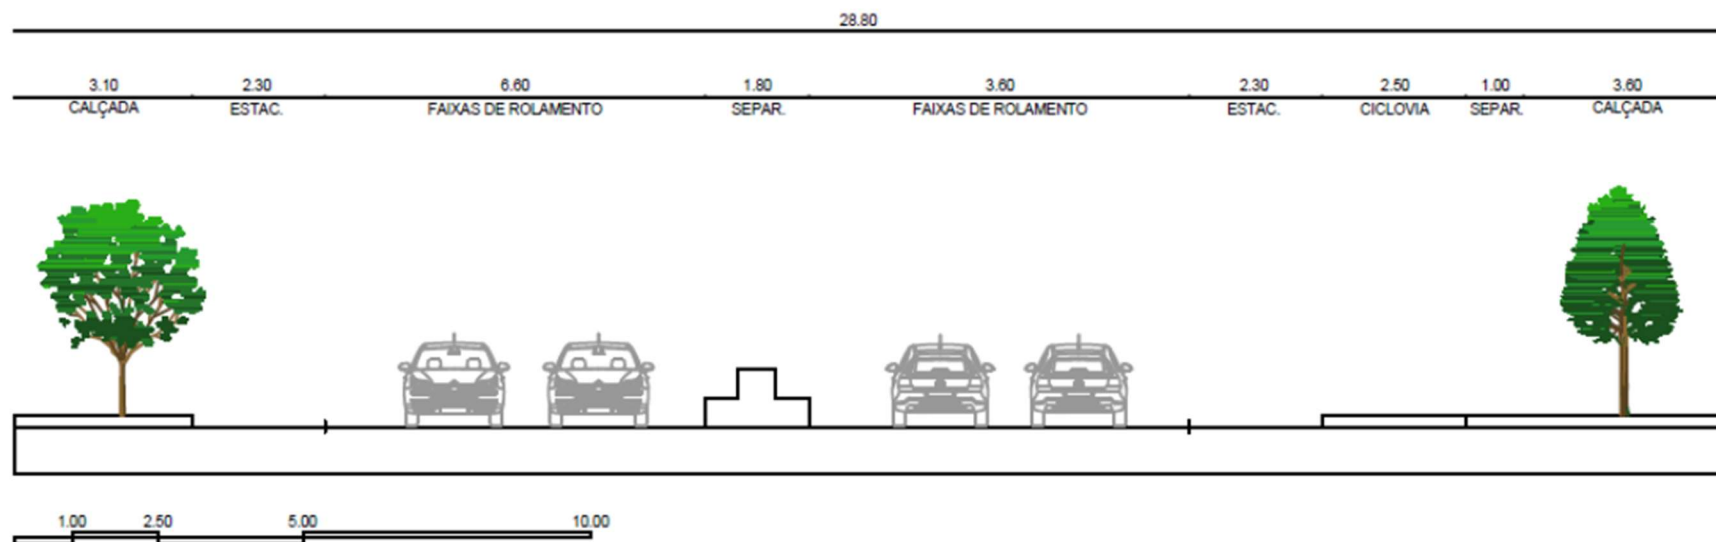 28.80
3.10 2.30 6.60 1.80 3.60 2.30 2.50 1.00 3.60
CALÇADA ESTAC. FAIXAS DE ROLAMENTO SEPAR. FAIXAS DE ROLAMENTO ESTAC. CICLOVIA SEPAR. CALÇADA
1.00 2.50 5.00 10.00